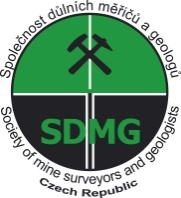 Společnost důlních měřičů a geologů
SDMG
Society of mine surveyors and geologists
Czech Republic